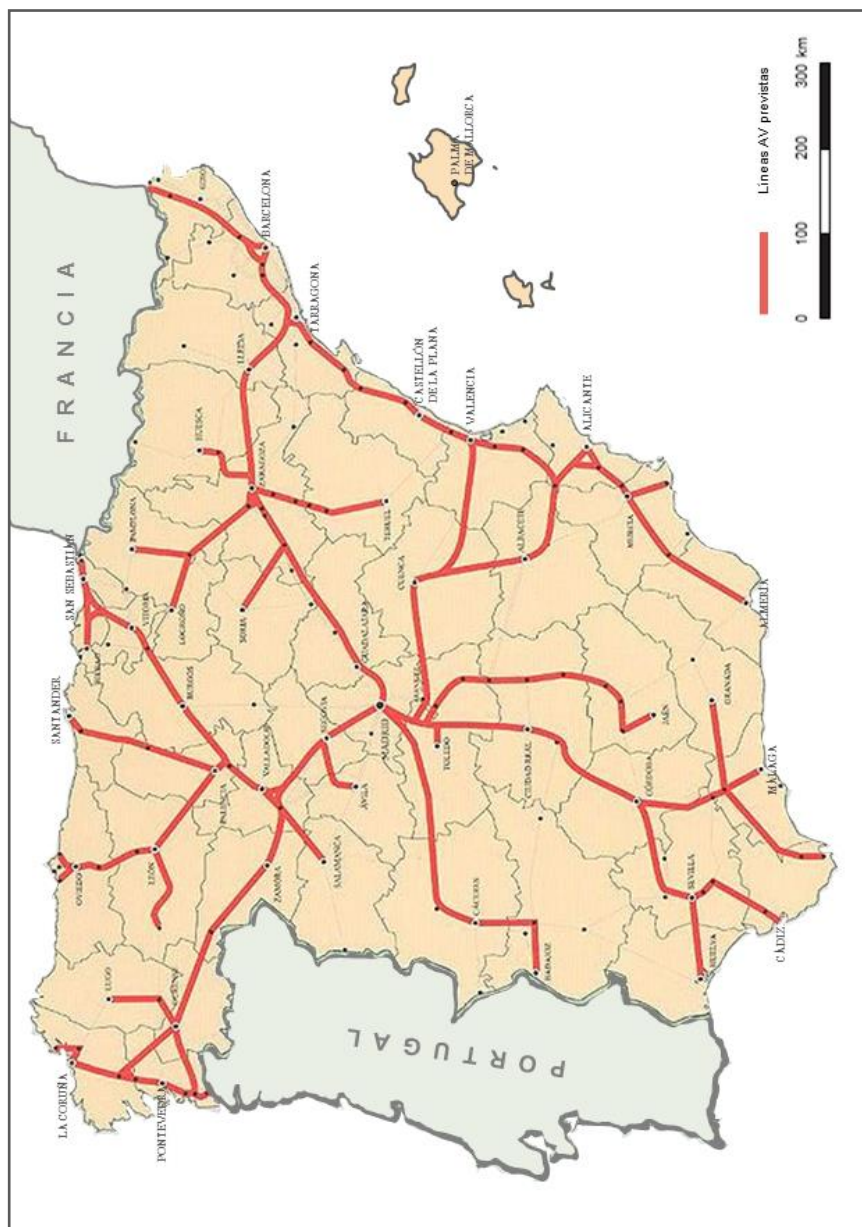 FRANCIA
LA CORUÑA
OVIEDO
SANTANDER
SAN SEBASTIÁN
LUGO
LEÓN
VITORIA
PAMPLONA
PONTEVEDRA
BURGOS
LOGROÑO
HUESCA
PALENCIA
LLEIDA
ZAMORA
VALLADOLID
SORIA
ZARAGOZA
BARCELONA
SALAMANCA
SEGOVIA
TARRAGONA
ÁVILA
GUADALAJARA
MADRID
TERUEL
CUENCA
CASTELLÓN
DE LA PLANA
PALMA
DE MALLORCA
PORTUGAL
CÁCERES
TOLEDO
VALENCIA
BADAJOZ
CIUDAD REAL
ALBACETE
ALICANTE
CÓRDOBA
JAÉN
MURCIA
SEVILLA
HUELVA
GRANADA
ALMERÍA
MÁLAGA
CÁDIZ
Líneas AV previstas
0 100 200 300 km